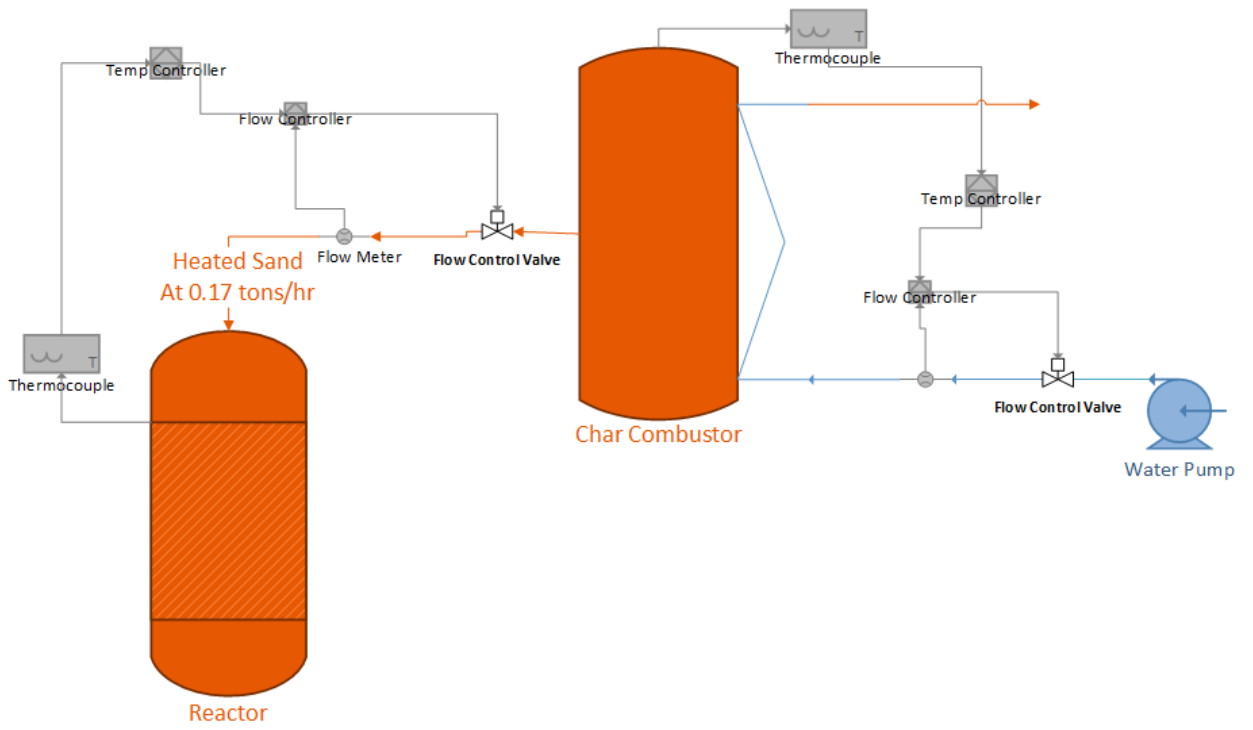 T
Thermocouple
Temp Controller
Flow Controller
Temp Controller
Flow Meter
Flow Control Valve
Heated Sand
At 0.17 tons/hr
Flow Controller
T
Thermocouple
Flow Control Valve
Char Combustor
Water Pump
Reactor